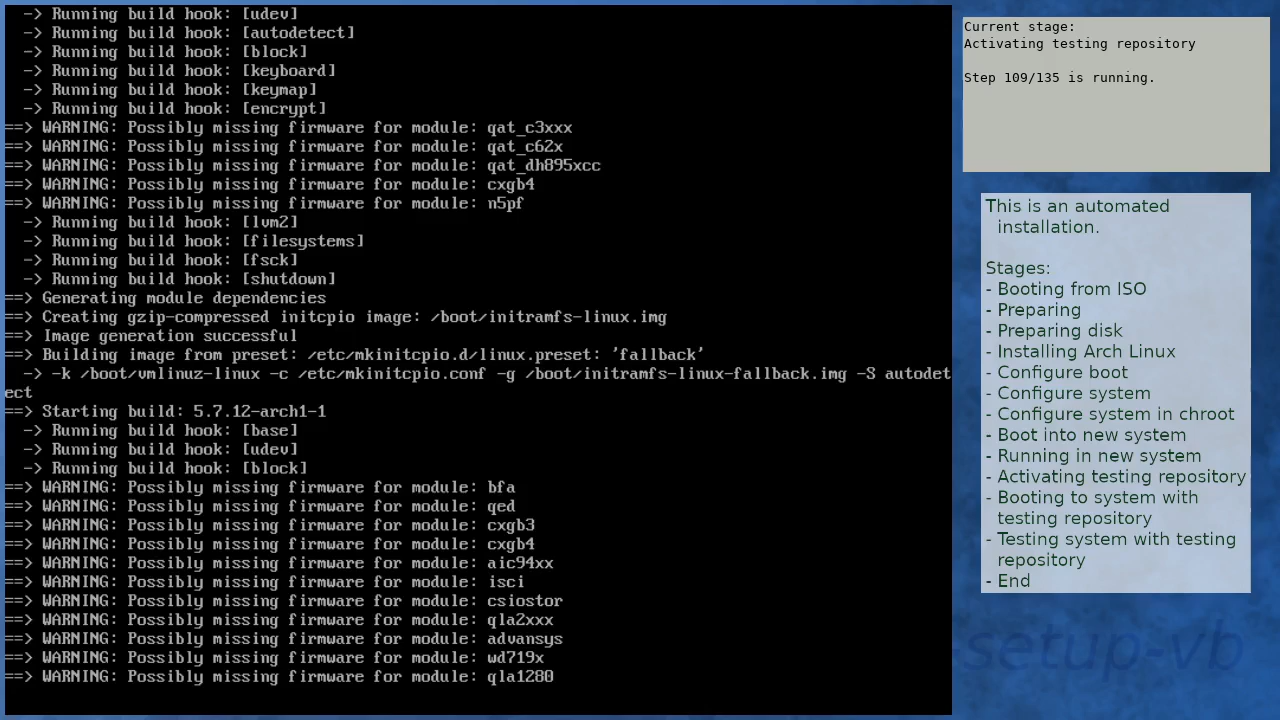 -> Running build hook: [udev]
-> Running build hook: [autodetect]
-> Running build hook: [block]
-> Running build hook: [keyboard]
-> Running build hook: [keymap]
-> Running build hook: [encrypt]
==> WARNING: Possibly missing firmware for module: qat_c3xxx
==> WARNING: Possibly missing firmware for module: qat_c62x
==> WARNING: Possibly missing firmware for module: qat_dh895xcc
==> WARNING: Possibly missing firmware for module: cxgb4
==> WARNING: Possibly missing firmware for module: n5pf
-> Running build hook: [lvm2]
-> Running build hook: [filesystems]
-> Running build hook: [fsck]
-> Running build hook: [shutdown]
==> Generating module dependencies
==> Creating gzip-compressed initcpio image: /boot/initramfs-linux.img
==> Image generation successful
==> Building image from preset: /etc/mkinitcpio.d/linux.preset: 'fallback'
-> -k /boot/vmlinuz-linux -c /etc/mkinitcpio.conf -g /boot/initramfs-linux-fallback.img -S autodet
ect
==> Starting build: 5.7.12-arch1-1
-> Running build hook: [base]
-> Running build hook: [udev]
-> Running build hook: [block]
==> WARNING: Possibly missing firmware for module: bfa
==> WARNING: Possibly missing firmware for module: qed
==> WARNING: Possibly missing firmware for module: cxgb3
==> WARNING: Possibly missing firmware for module: cxgb4
==> WARNING: Possibly missing firmware for module: aic94xx
==> WARNING: Possibly missing firmware for module: isci
==> WARNING: Possibly missing firmware for module: csiostor
==> WARNING: Possibly missing firmware for module: qla2xxx
==> WARNING: Possibly missing firmware for module: advansys
==> WARNING: Possibly missing firmware for module: wd719x
==> WARNING: Possibly missing firmware for module: qla1280
Current stage:
Activating testing repository
Step 109/135 is running.
This is an automated
installation.
Stages:
- Booting from ISO
- Preparing
- Preparing disk
- Installing Arch Linux
- Configure boot
- Configure system
- Configure system in chroot
- Boot into new system
- Running in new system
- Activating testing repository
- Booting to system with
testing repository
- Testing system with testing
repository
- End
-setup-vb